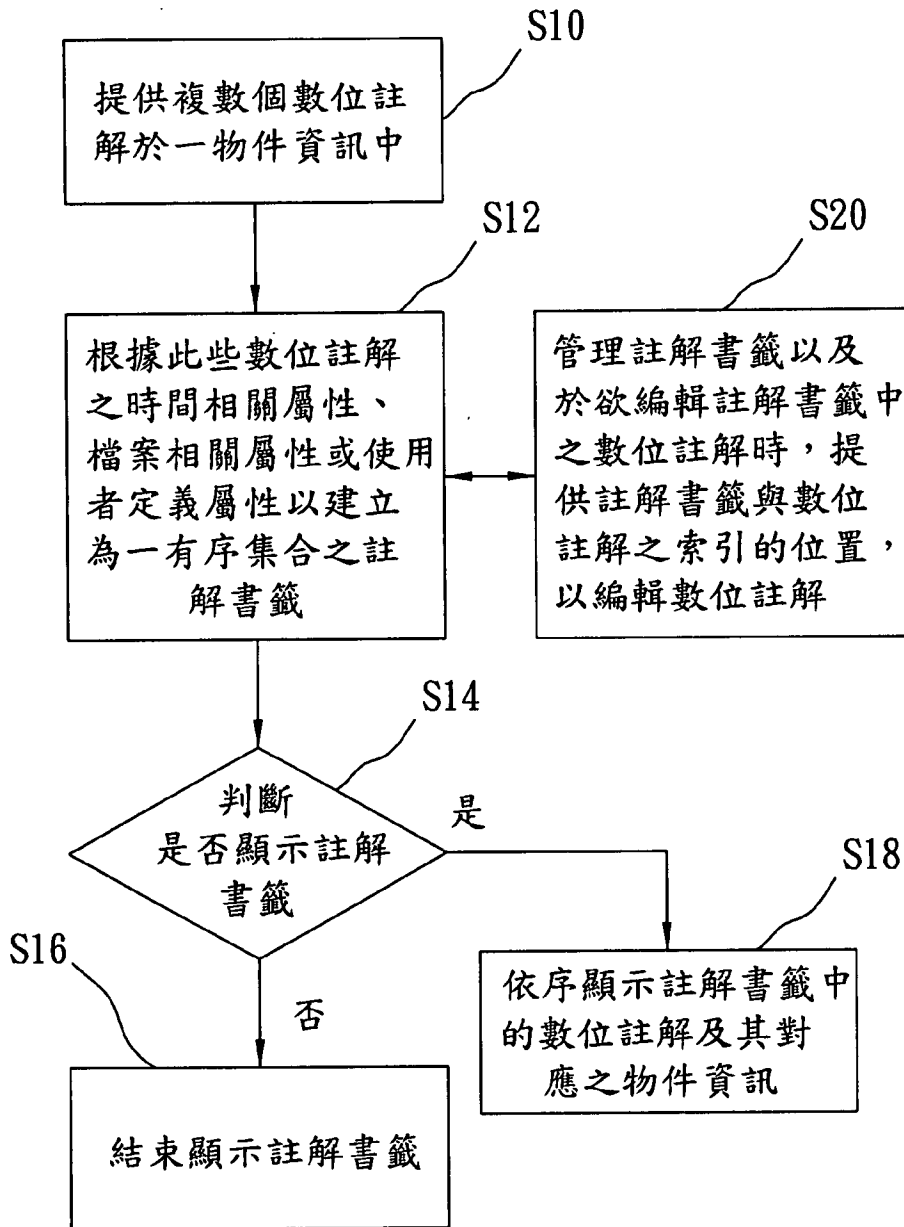 S10
提供複數個數位註
解於一物件資訊中
S12
根據此些數位註解
之時間相關屬性、
檔案相關屬性或使用
者定義屬性以建立
為一有序集合之註
解書籤
S20
管理註解書籤以及
於欲編輯註解書籤中
之數位註解時，提
供註解書籤與數位
註解之索引的位置，
以編輯數位註解
S14
判斷
是否顯示註解
書籤
是
S18
依序顯示註解書籤中
的數位註解及其對
應之物件資訊
S16
否
結束顯示註解書籤